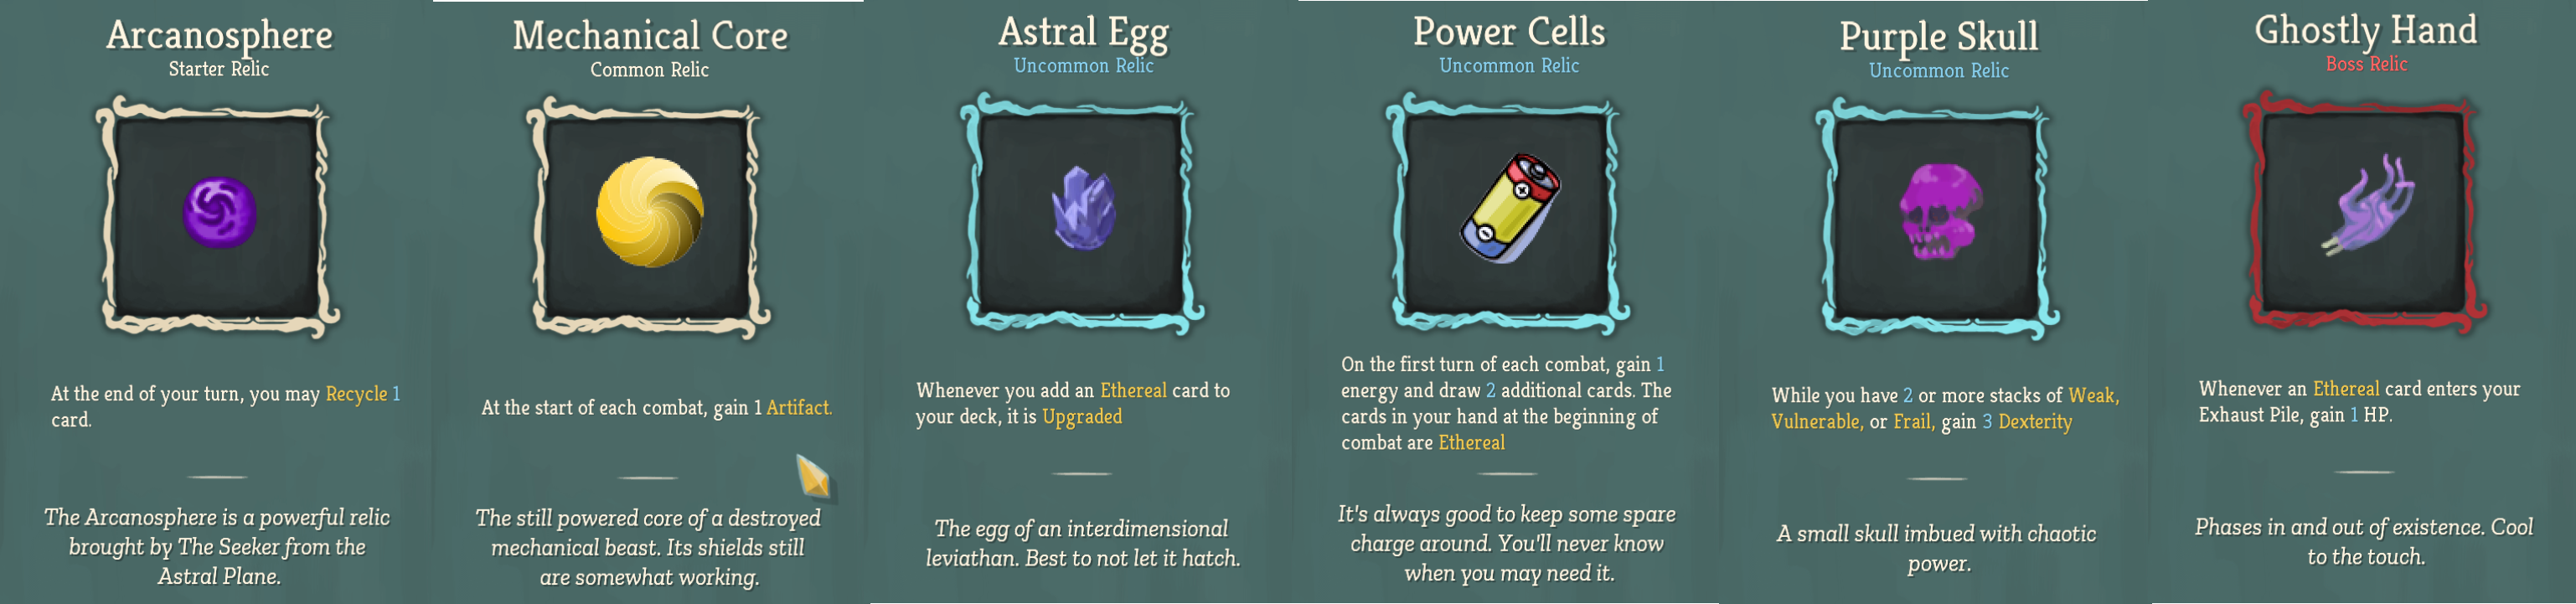 Arcanosphere
Starter Relic
At the end of your turn, you may Recycle 1
card.
The Arcanosphere is a powerful relic
brought by The Seeker from the
Astral Plane.
Mechanical Core
Common Relic
At the start of each combat, gain 1 Artifact.
The still powered core of a destroyed
mechanical beast. Its shields still
are somewhat working.
Astral Egg
Uncommon Relic
Whenever you add an Ethereal card to
your deck, it is Upgraded
The egg of an interdimensional
leviathan. Best to not let it hatch.
Power Cells
Uncommon Relic
On the first turn of each combat, gain 1
energy and draw 2 additional cards. The
cards in your hand at the beginning of
combat are Ethereal
It's always good to keep some spare
charge around. You'll never know
when you may need it.
Purple Skull
Uncommon Relic
While you have 2 or more stacks of Weak,
Vulnerable, or Frail, gain 3 Dexterity
A small skull imbued with chaotic
power.
Ghostly Hand
Boss Relic
Whenever an Ethereal card enters your
Exhaust Pile, gain 1 HP.
Phases in and out of existence. Cool
to the touch.